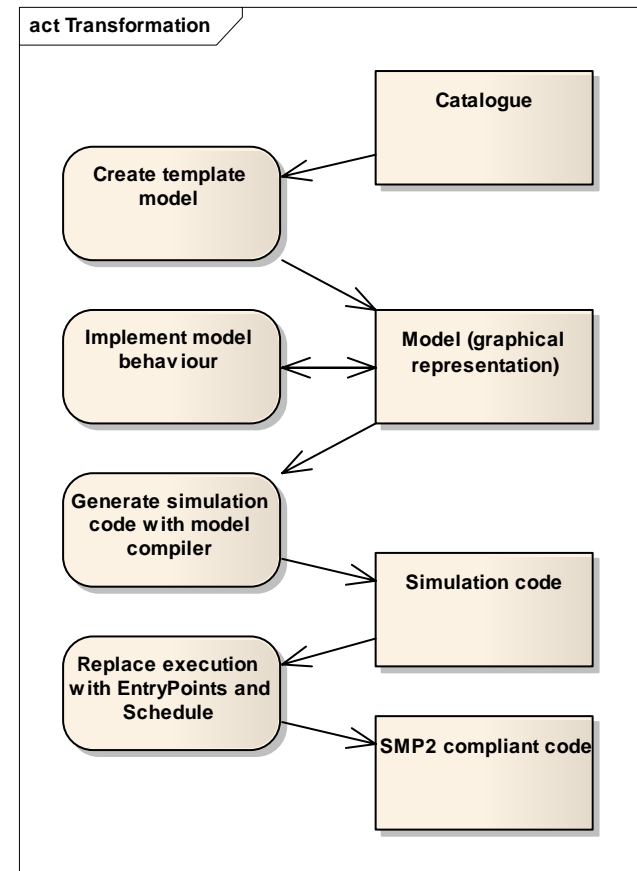 act Transformation
Catalogue
Create template
model
Implement model
behaviour
Model (graphical
representation)
Generate simulation
code with model
compiler
Simulation code
Replace execution
with EntryPoints and
Schedule
SMP2 compliant code